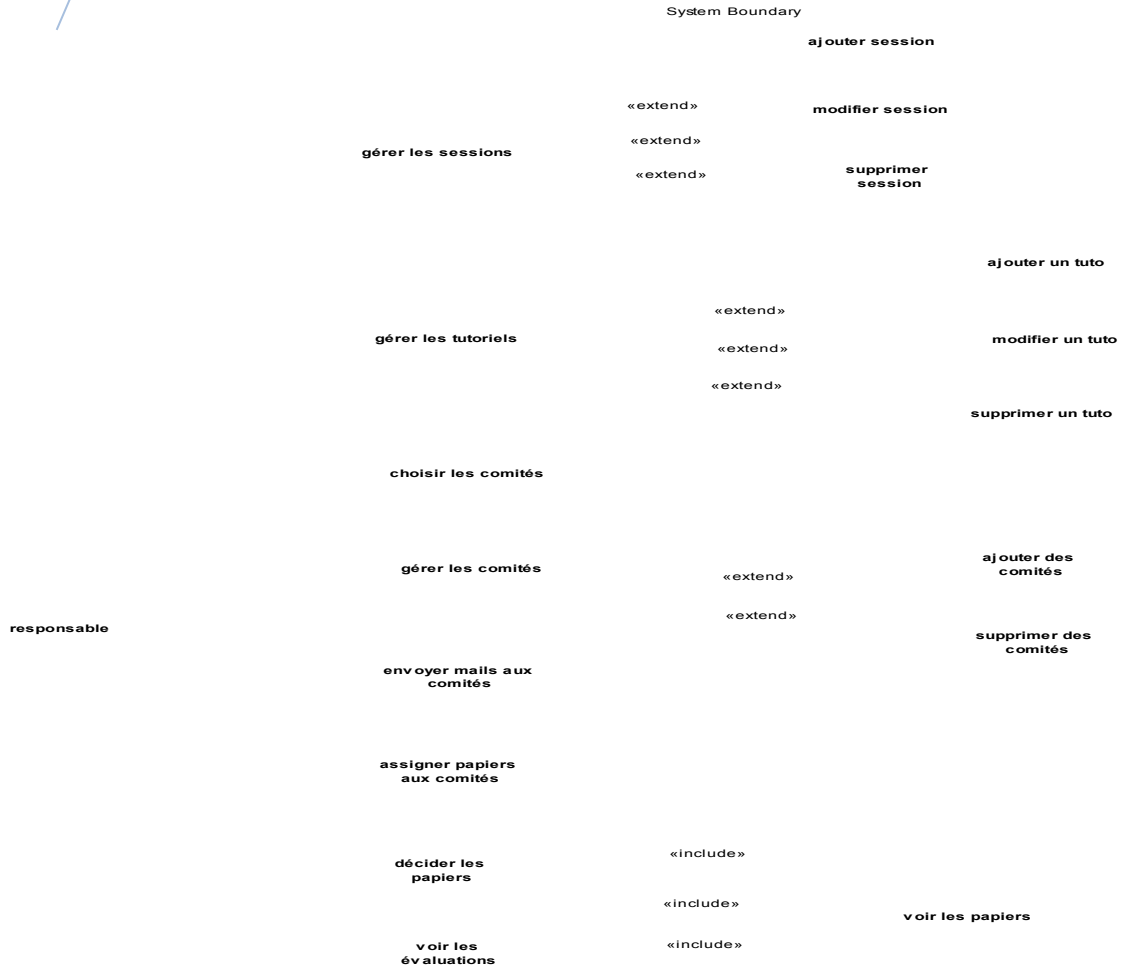 System Boundary
ajouter session
«extend»
modifier session
«extend»
gérer les sessions
«extend»
supprimer
session
ajouter un tuto
«extend»
gérer les tutoriels
modifier un tuto
«extend»
«extend»
supprimer un tuto
choisir les comités
ajouter des
comités
gérer les comités
«extend»
«extend»
responsable
supprimer des
comités
envoyer mails aux
comités
assigner papiers
aux comités
«include»
décider les
papiers
«include»
voir les papiers
voir les
évaluations
«include»